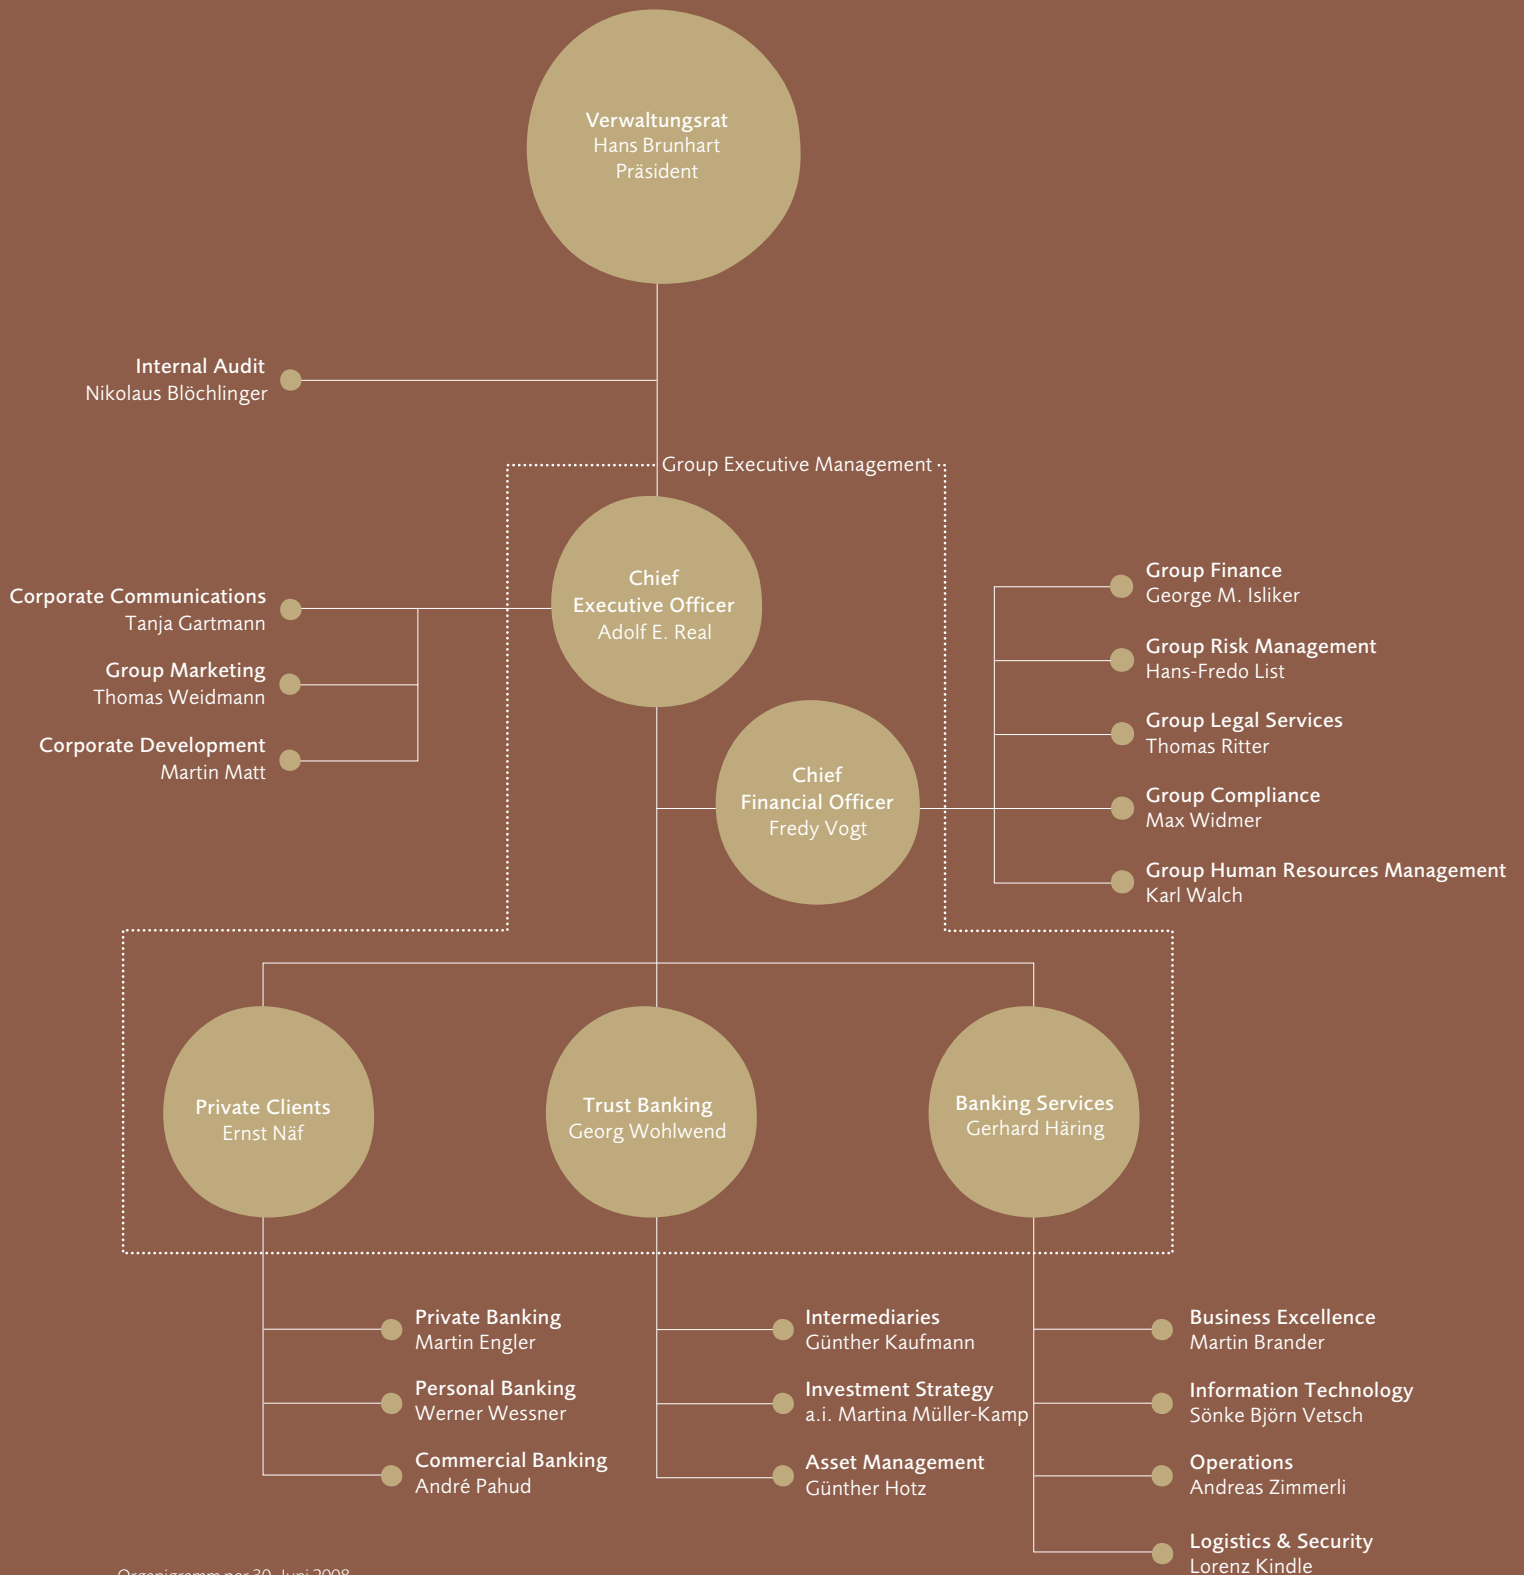 Verwaltungsrat
Hans Brunhart
Präsident
Internal Audit
Nikolaus Blöchlinger
Group Executive Management
Chief
Executive Officer
Adolf E. Real
Corporate Communications
Tanja Gartmann
Group Marketing
Thomas Weidmann
Corporate Development
Martin Matt
Chief
Financial Officer
Fredy Vogt
Group Finance
George M. Isliker
Group Risk Management
Hans-Fredo List
Group Legal Services
Thomas Ritter
Group Compliance
Max Widmer
Group Human Resources Management
Karl Walch
Private Clients
Ernst Näf
Trust Banking
Georg Wohlwend
Banking Services
Gerhard Häring
Private Banking
Martin Engler
Personal Banking
Werner Wessner
Commercial Banking
André Pahud
Intermediaries
Günther Kaufmann
Investment Strategy
a.i. Martina Müller-Kamp
Asset Management
Günther Hotz
Business Excellence
Martin Brander
Information Technology
Sönke Björn Vetsch
Operations
Andreas Zimmerli
Logistics & Security
Lorenz Kindle
Organigramm per 30. Juni 2008